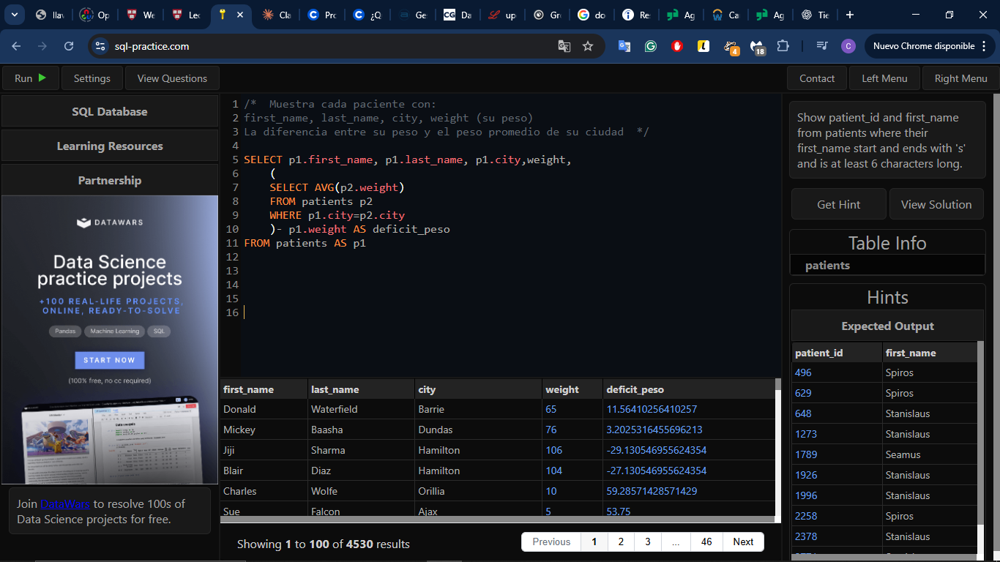 llav
Op
We
Lec
Cla
Pro
¿Q
Ge
Da
up
Gr
do
Re
Ag
Ca
Ag
Tie
sql-practice.com
4
18
C
Nuevo Chrome disponible
Run
Settings
View Questions
Contact
Left Menu
Right Menu
SQL Database
Learning Resources
Partnership
DATAWARS
Data Science
practice projects
+100 REAL-LIFE PROJECTS,
ONLINE, READY-TO-SOLVE
Pandas
Machine Learning
SQL
START NOW
(100% free, no cc required)
Data analysis
Join DataWars to resolve 100s of
Data Science projects for free.
1 /* Muestra cada paciente con:
2 first_name, last_name, city, weight (su peso)
3 La diferencia entre su peso y el peso promedio de su ciudad */
4
5 SELECT p1.first_name, p1.last_name, p1.city,weight,
6 (
7 SELECT AVG(p2.weight)
8 FROM patients p2
9 WHERE p1.city=p2.city
10 )- p1.weight AS deficit_peso
11 FROM patients AS p1
12
13
14
15
16
first_name last_name city weight deficit_peso
Donald Waterfield Barrie 65 11.56410256410257
Mickey Baasha Dundas 76 3.2025316455696213
Jiji Sharma Hamilton 106 -29.130546955624354
Blair Diaz Hamilton 104 -27.130546955624354
Charles Wolfe Orillia 10 59.28571428571429
Sue Falcon Ajax 5 53.75
Showing 1 to 100 of 4530 results
Previous 1 2 3 ... 46 Next
Show patient_id and first_name
from patients where their
first_name start and ends with 's'
and is at least 6 characters long.
Get Hint
View Solution
Table Info
patients
Hints
Expected Output
patient_id first_name
496 Spiros
629 Spiros
648 Stanislaus
1273 Stanislaus
1789 Seamus
1926 Stanislaus
1996 Stanislaus
2258 Spiros
2378 Stanislaus